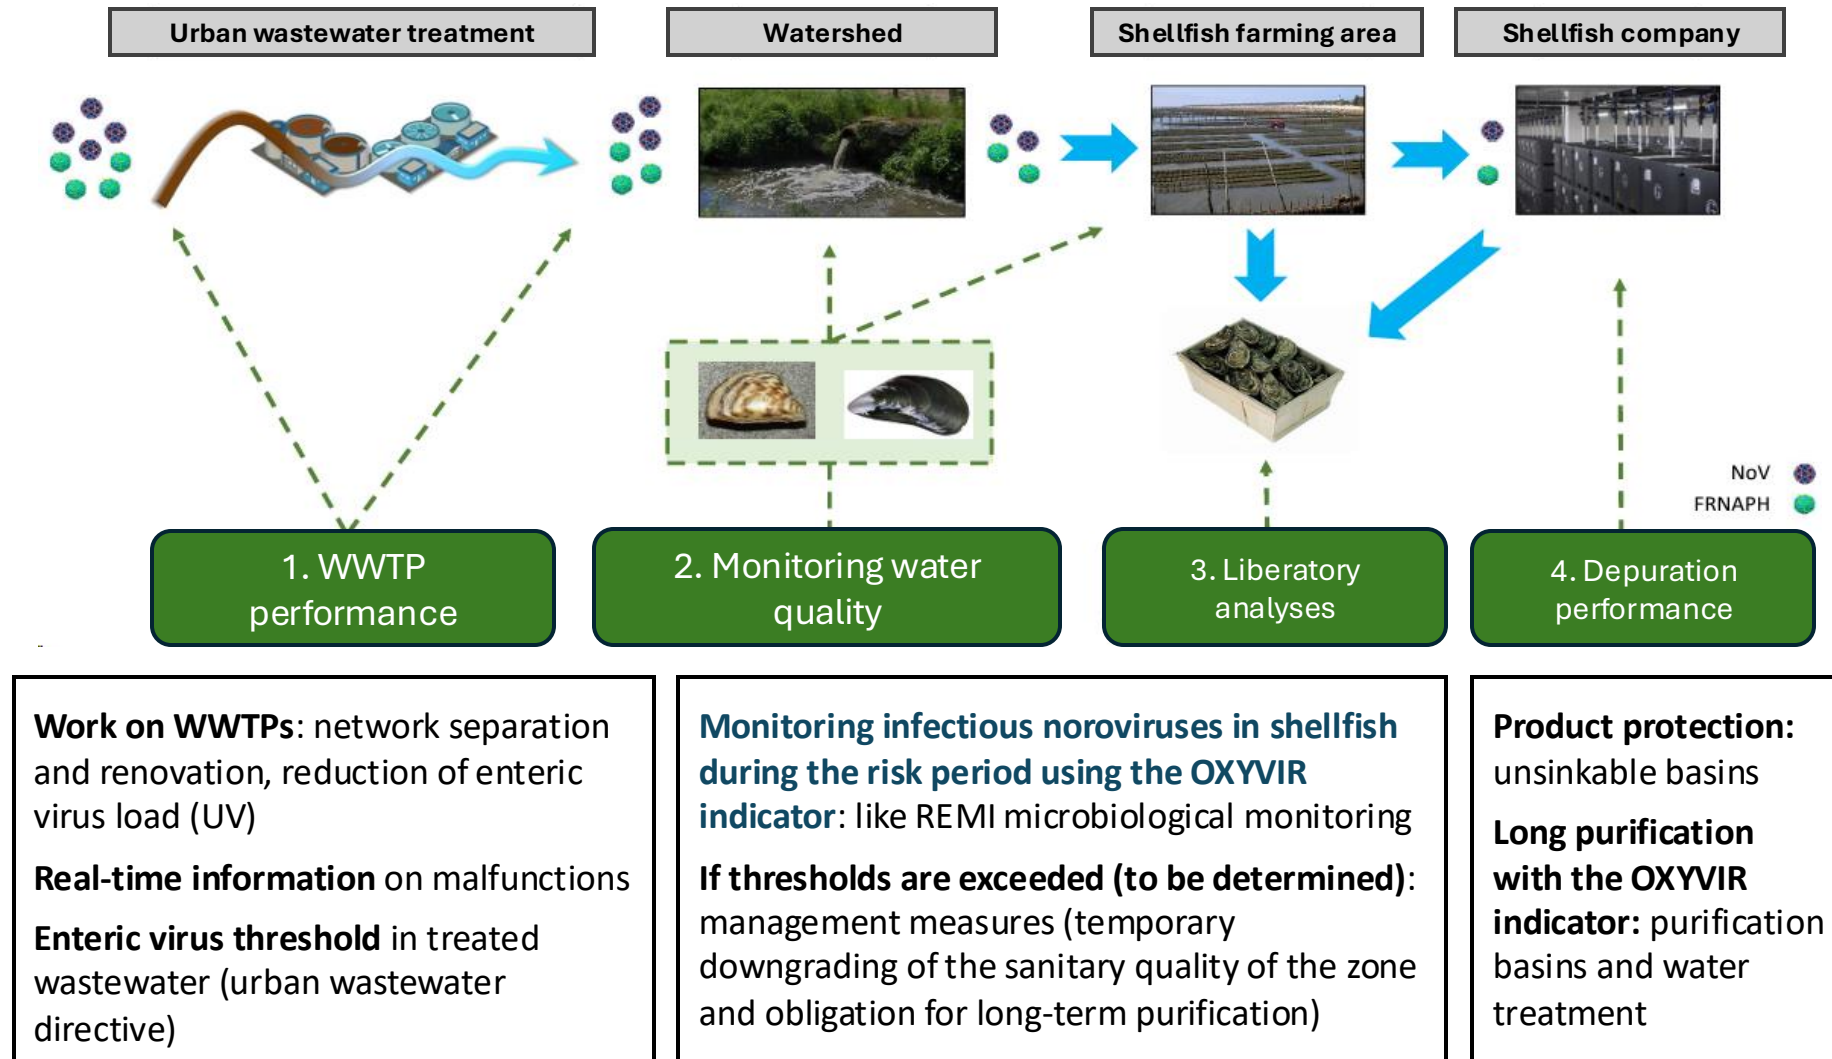 Urban wastewater treatment
Watershed
Shellfish farming area
Shellfish company
NoV
FRNAPH
1. WWTP
performance
2. Monitoring water
quality
3. Liberatory
analyses
4. Depuration
performance
Work on WWTPs: network separation
and renovation, reduction of enteric
virus load (UV)
Real-time information on malfunctions
Enteric virus threshold in treated
wastewater (urban wastewater
directive)
Monitoring infectious noroviruses in shellfish
during the risk period using the OXYVIR
indicator: like REMI microbiological monitoring
If thresholds are exceeded (to be determined):
management measures (temporary
downgrading of the sanitary quality of the zone
and obligation for long-term purification)
Product protection:
unsinkable basins
Long purification
with the OXYVIR
indicator: purification
basins and water
treatment